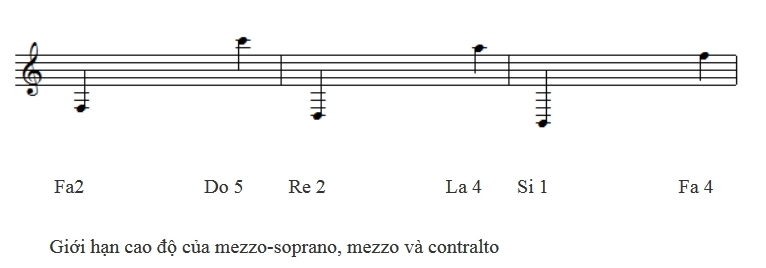 Fa2 Do 5 Re 2 La 4 Si 1 Fa 4
Giới hạn cao độ của mezzo-soprano, mezzo và contralto